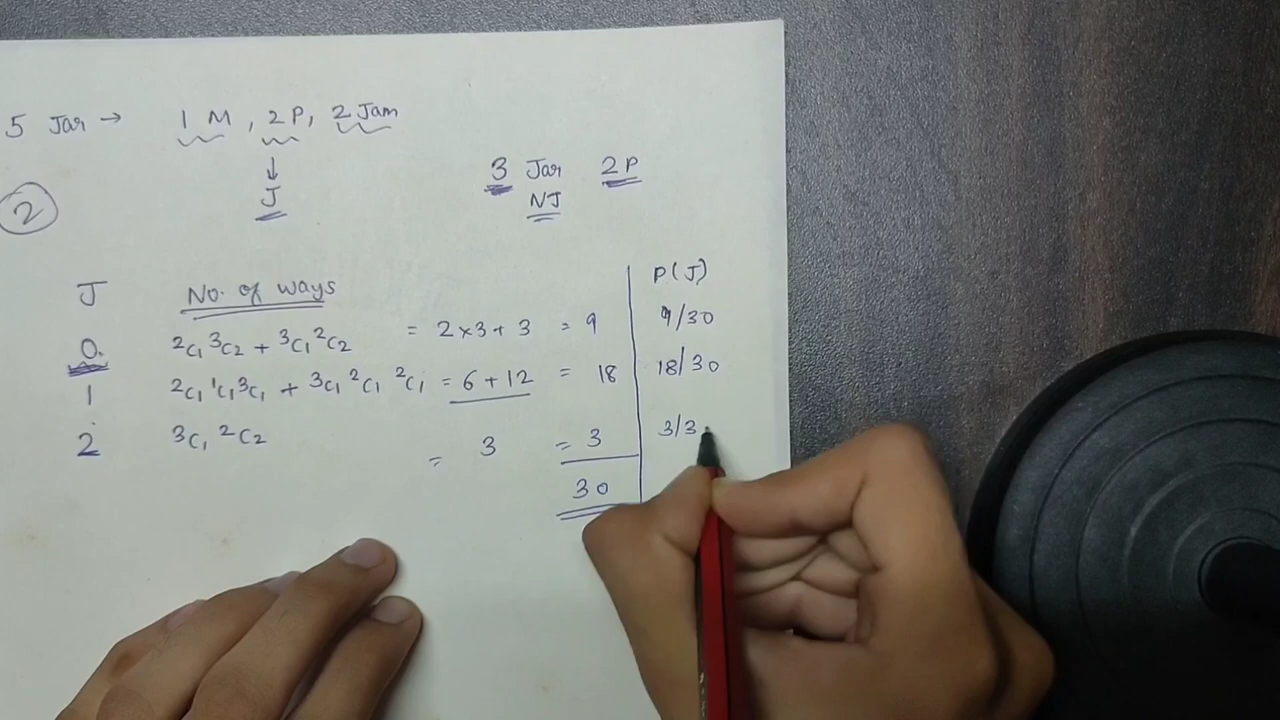 5 Jar → 1 M, 2 P, 2 Jam
↓
J
3 Jar 2P
NJ
2
J No. of ways P(J)
0. ²C₁ ³C₂ + ³C₁ ²C₂ = 2×3+3 = 9 9/30
1 ²C₁ ¹C₁ ³C₁ + ³C₁ ²C₁ ²C₁ = 6+12 = 18 18/30
2 ³C₁ ²C₂ = 3 = 3 3/3
30